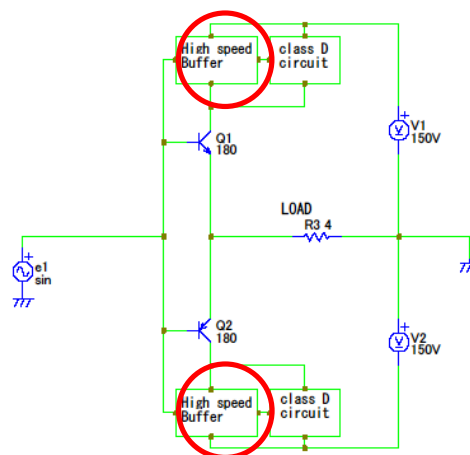 High speed
Buffer
class D
circuit
Q1
180
V1
150V
LOAD
R3 4
e1
sin
Q2
180
V2
150V
High speed
Buffer
class D
circuit